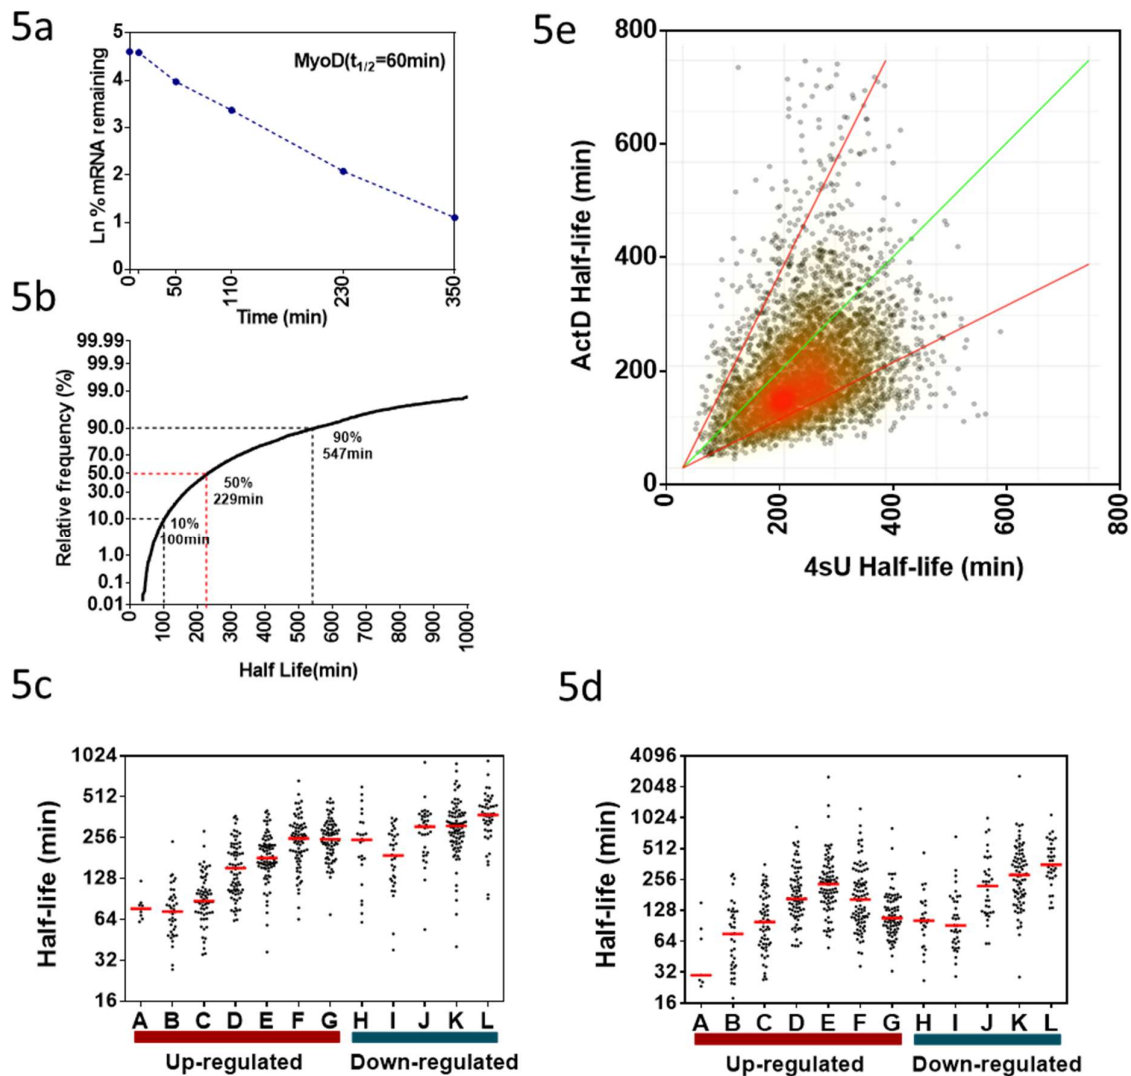 5a
5
4
3
2
1
0
Ln %mRNA remaining
MyoD(t1/2=60min)
0
50
110
230
350
Time (min)
5b
99.99
99.9
99.0
90.0
70.0
50.0
30.0
10.0
1.0
0.1
0.01
Relative frequency (%)
90%
547min
50%
229min
10%
100min
0
100
200
300
400
500
600
700
800
900
1000
Half Life(min)
5e
800
600
400
200
0
ActD Half-life (min)
0
200
400
600
800
4sU Half-life (min)
5c
1024
512
256
128
64
32
16
Half-life (min)
A B C D E F G H I J K L
Up-regulated Down-regulated
5d
4096
2048
1024
512
256
128
64
32
16
Half-life (min)
A B C D E F G H I J K L
Up-regulated Down-regulated